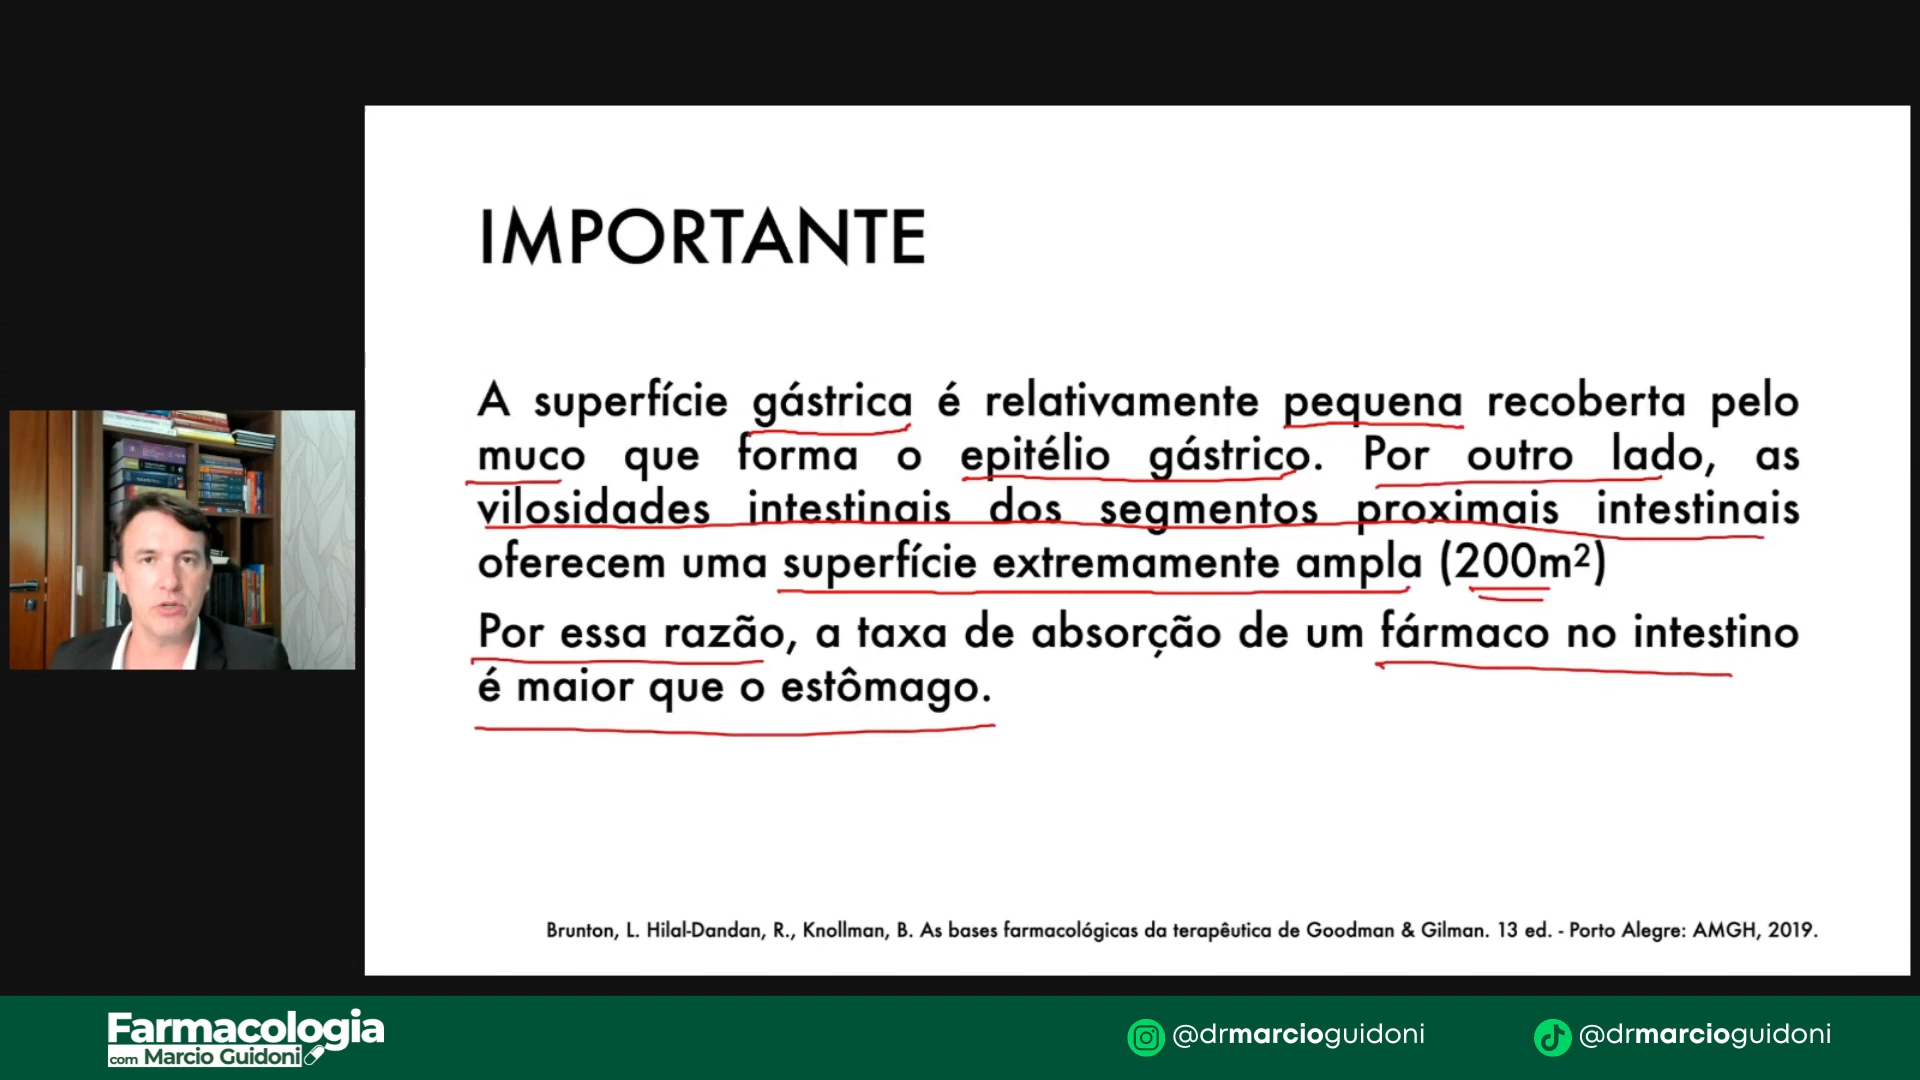 IMPORTANTE
A superfície gástrica é relativamente pequena recoberta pelo
muco que forma o epitélio gástrico. Por outro lado, as
vilosidades intestinais dos segmentos proximais intestinais
oferecem uma superfície extremamente ampla (200m²)
Por essa razão, a taxa de absorção de um fármaco no intestino
é maior que o estômago.
Brunton, L. Hilal-Dandan, R., Knollman, B. As bases farmacológicas da terapêutica de Goodman & Gilman. 13 ed. - Porto Alegre: AMGH, 2019.
Farmacologia
com Marcio Guidoni
@drmarcioguidoni
@drmarcioguidoni